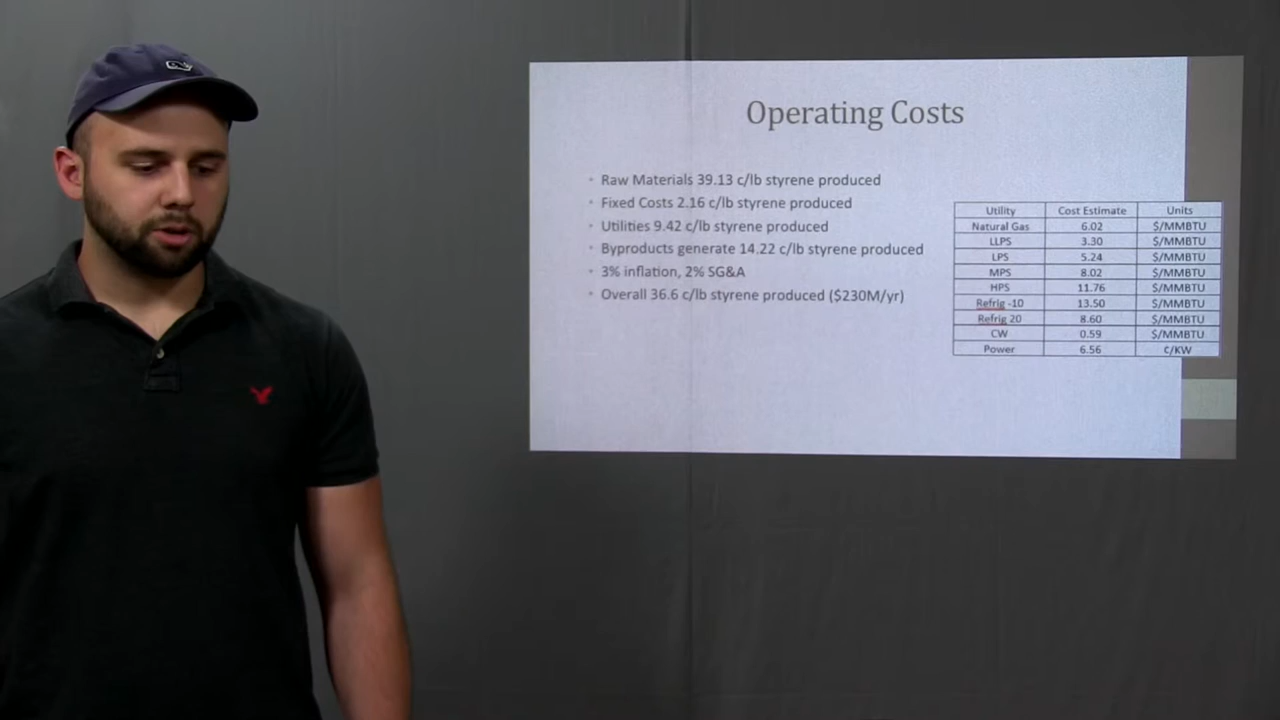 Operating Costs
• Raw Materials 39.13 c/lb styrene produced
• Fixed Costs 2.16 c/lb styrene produced
• Utilities 9.42 c/lb styrene produced
• Byproducts generate 14.22 c/lb styrene produced
• 3% inflation, 2% SG&A
• Overall 36.6 c/lb styrene produced ($230M/yr)
Utility Cost Estimate Units
Natural Gas 6.02 $/MMBTU
LLPS 3.30 $/MMBTU
LPS 5.24 $/MMBTU
MPS 8.02 $/MMBTU
HPS 11.76 $/MMBTU
Refrig -10 13.50 $/MMBTU
Refrig 20 8.60 $/MMBTU
CW 0.59 $/MMBTU
Power 6.56 ¢/KW